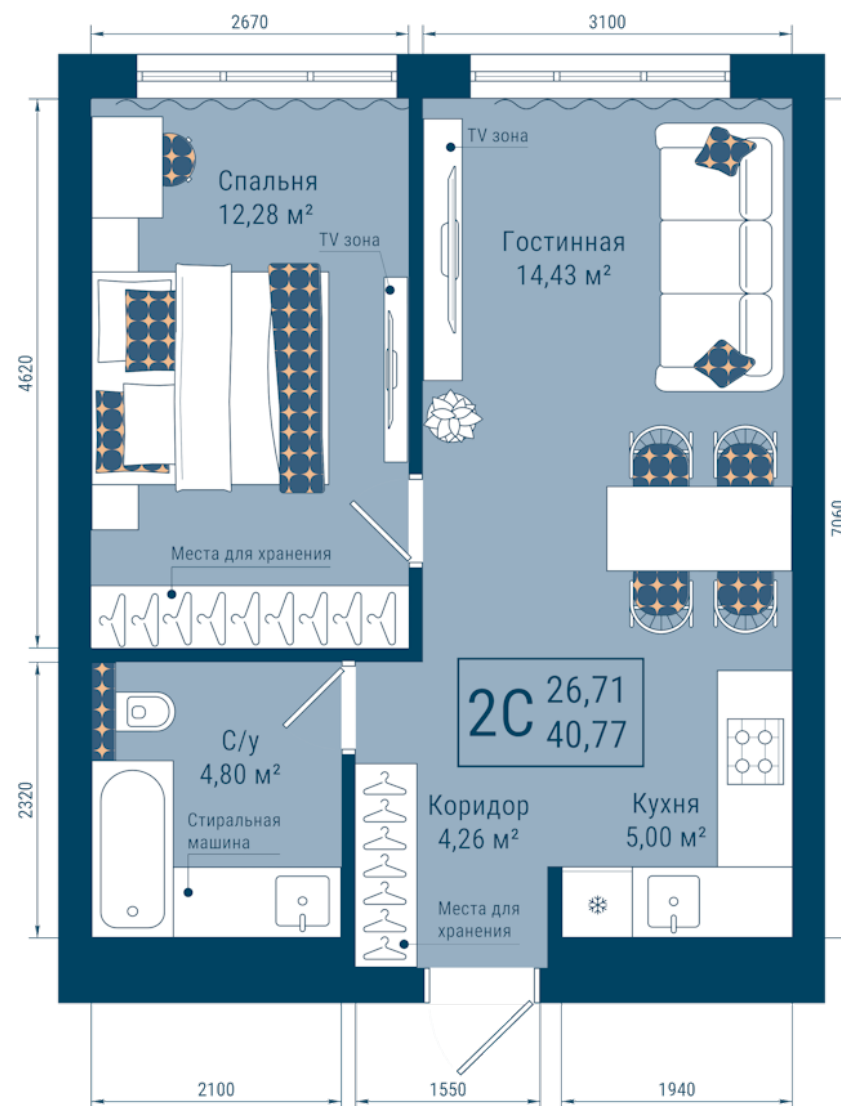 2670
3100
TV зона
Спальня
12,28 м²
TV зона
Гостинная
14,43 м²
4620
7060
Места для хранения
2С
26,71
40,77
С/у
4,80 м²
2320
Стиральная
машина
Коридор
4,26 м²
Кухня
5,00 м²
Места для
хранения
2100
1550
1940